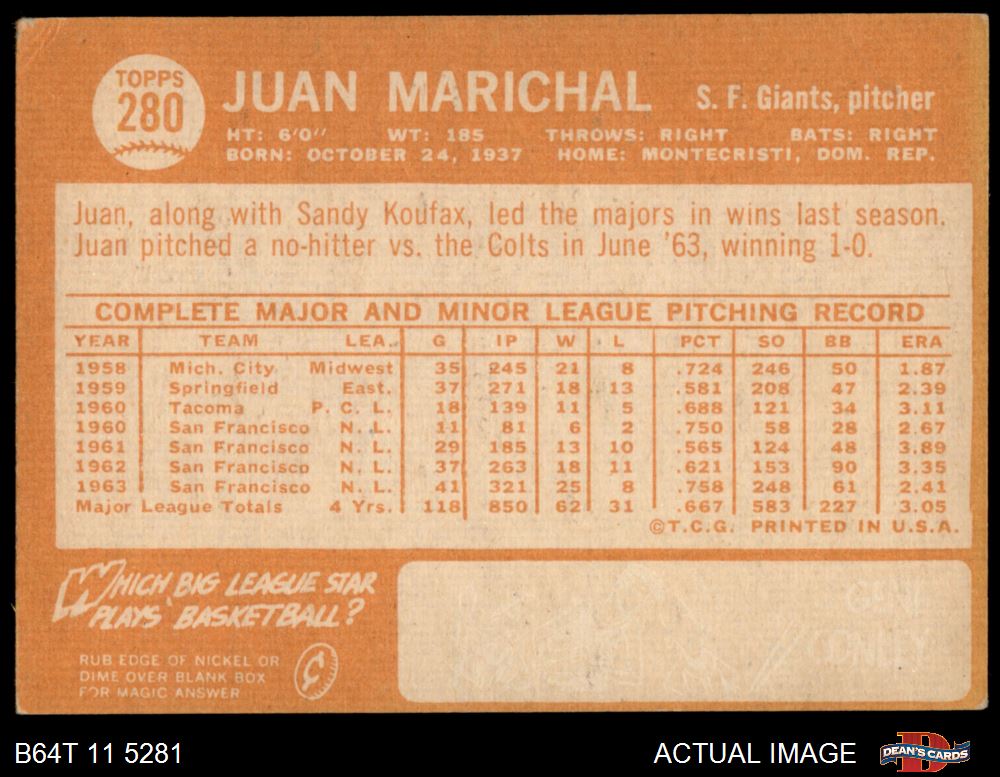 TOPPS
280
JUAN MARICHAL S. F. Giants, pitcher
HT: 6'0" WT: 185 THROWS: RIGHT BATS: RIGHT
BORN: OCTOBER 24, 1937 HOME: MONTECRISTI, DOM. REP.
Juan, along with Sandy Koufax, led the majors in wins last season.
Juan pitched a no-hitter vs. the Colts in June '63, winning 1-0.
COMPLETE MAJOR AND MINOR LEAGUE PITCHING RECORD
YEAR TEAM LEA. G IP W L PCT SO BB ERA
1958 Mich. City Midwest 35 245 21 8 .724 246 50 1.87
1959 Springfield East. 37 271 18 13 .581 208 47 2.39
1960 Tacoma P. C. L. 18 139 11 5 .688 121 34 3.11
1960 San Francisco N. L. 11 81 6 2 .750 58 28 2.67
1961 San Francisco N. L. 29 185 13 10 .565 124 48 3.89
1962 San Francisco N. L. 37 263 18 11 .621 153 90 3.35
1963 San Francisco N. L. 41 321 25 8 .758 248 61 2.41
Major League Totals 4 Yrs. 118 850 62 31 .667 583 227 3.05
©T.C.G. PRINTED IN U.S.A.
WHICH BIG LEAGUE STAR
PLAYS BASKETBALL?
RUB EDGE OF NICKEL OR
DIME OVER BLANK BOX
FOR MAGIC ANSWER
¢
CONLEY
B64T 11 5281 ACTUAL IMAGE
D
DEAN'S CARDS